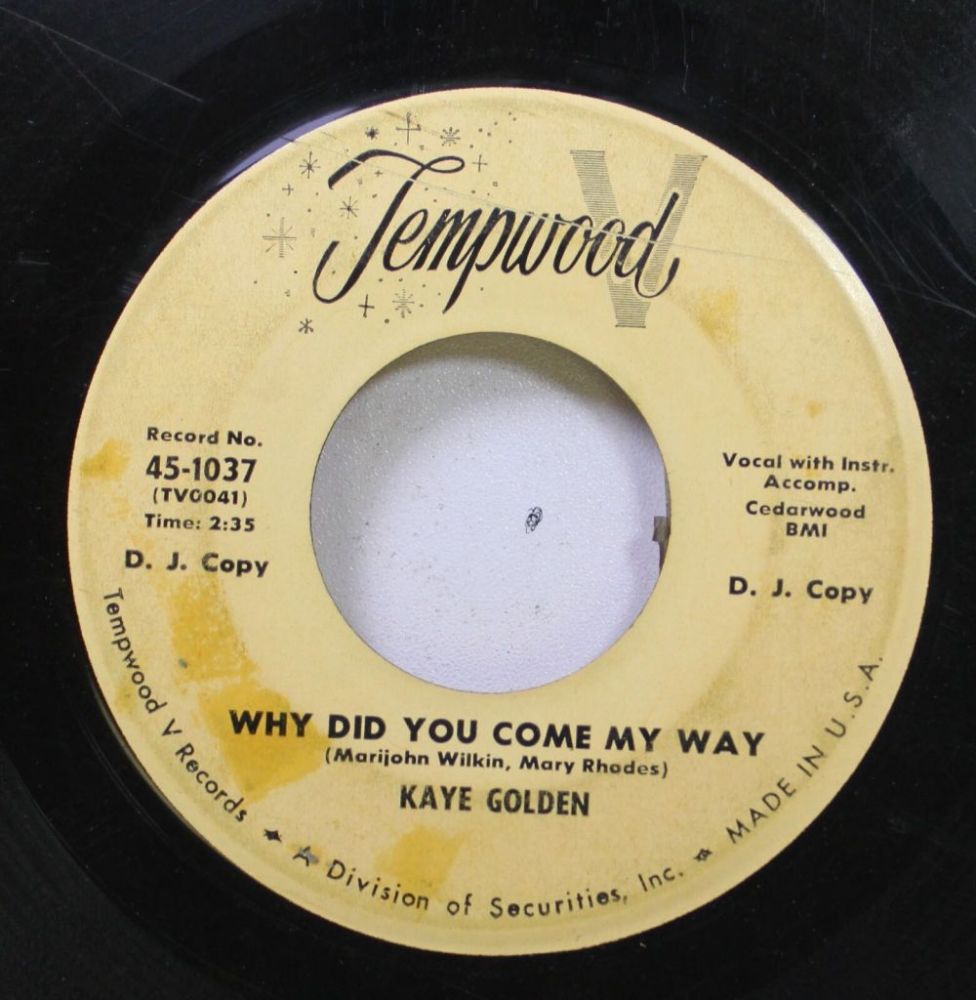 Tempwood V
Record No.
45-1037
(TV0041)
Time: 2:35
D. J. Copy
Vocal with Instr.
Accomp.
Cedarwood
BMI
D. J. Copy
WHY DID YOU COME MY WAY
(Marijohn Wilkin, Mary Rhodes)
KAYE GOLDEN
Tempwood V Records ★ A Division of Securities, Inc. ★ MADE IN U.S.A.